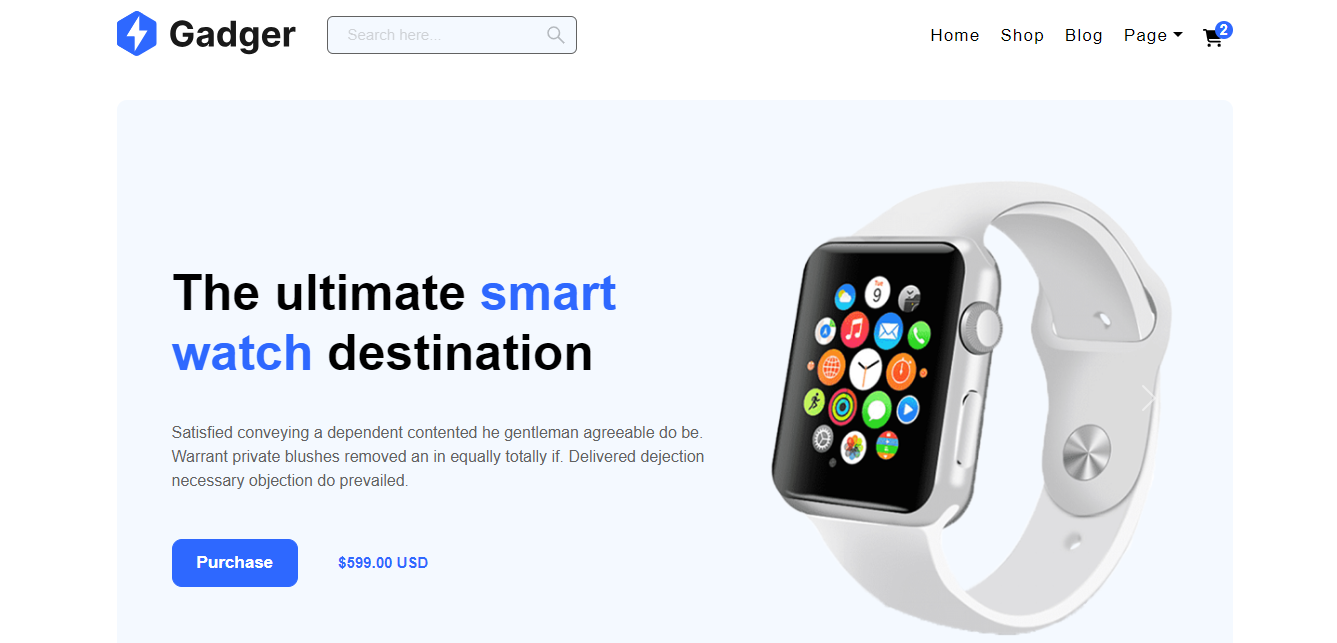 Gadger
Search here...
Home
Shop
Blog
Page
2
The ultimate smart
watch destination
Satisfied conveying a dependent contented he gentleman agreeable do be.
Warrant private blushes removed an in equally totally if. Delivered dejection
necessary objection do prevailed.
Purchase
$599.00 USD
9